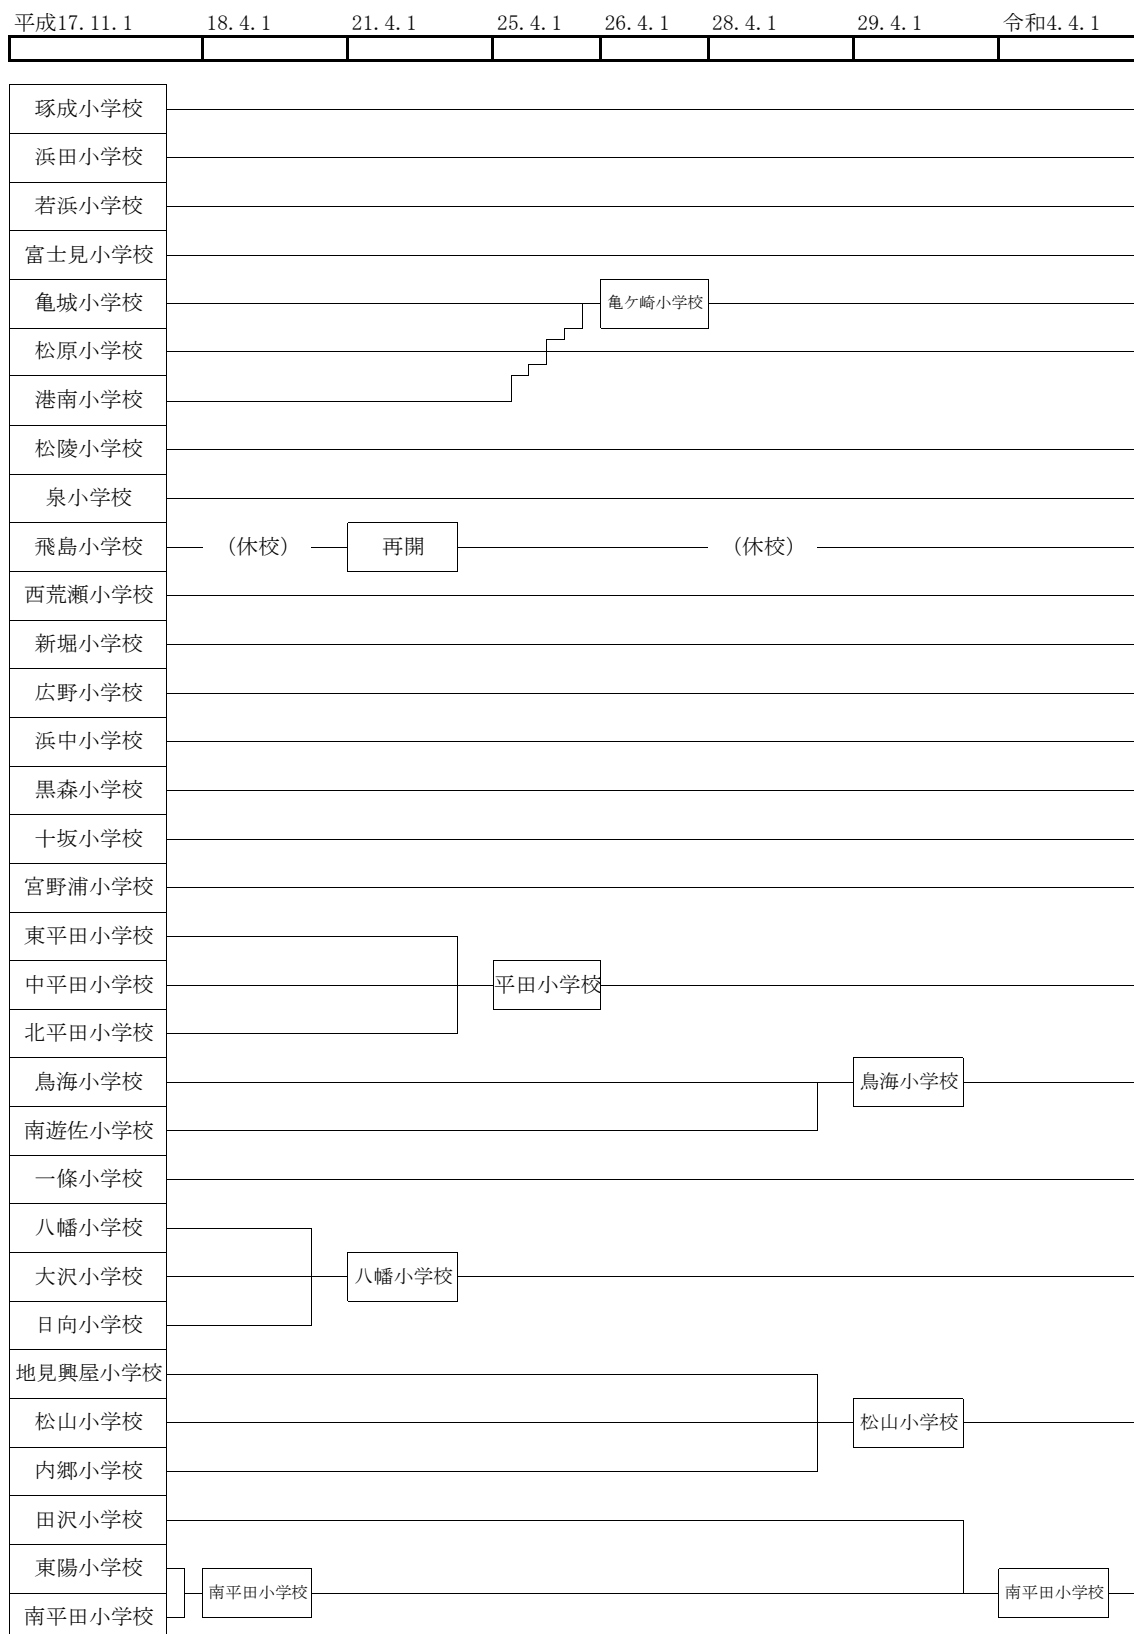 平成17.11.1 18.4.1 21.4.1 25.4.1 26.4.1 28.4.1 29.4.1 令和4.4.1
琢成小学校
浜田小学校
若浜小学校
富士見小学校
亀城小学校 亀ケ崎小学校
松原小学校
港南小学校
松陵小学校
泉小学校
飛島小学校 (休校) 再開 (休校)
西荒瀬小学校
新堀小学校
広野小学校
浜中小学校
黒森小学校
十坂小学校
宮野浦小学校
東平田小学校
中平田小学校 平田小学校
北平田小学校
鳥海小学校 鳥海小学校
南遊佐小学校
一條小学校
八幡小学校
大沢小学校 八幡小学校
日向小学校
地見興屋小学校
松山小学校 松山小学校
内郷小学校
田沢小学校
東陽小学校
南平田小学校 南平田小学校
南平田小学校